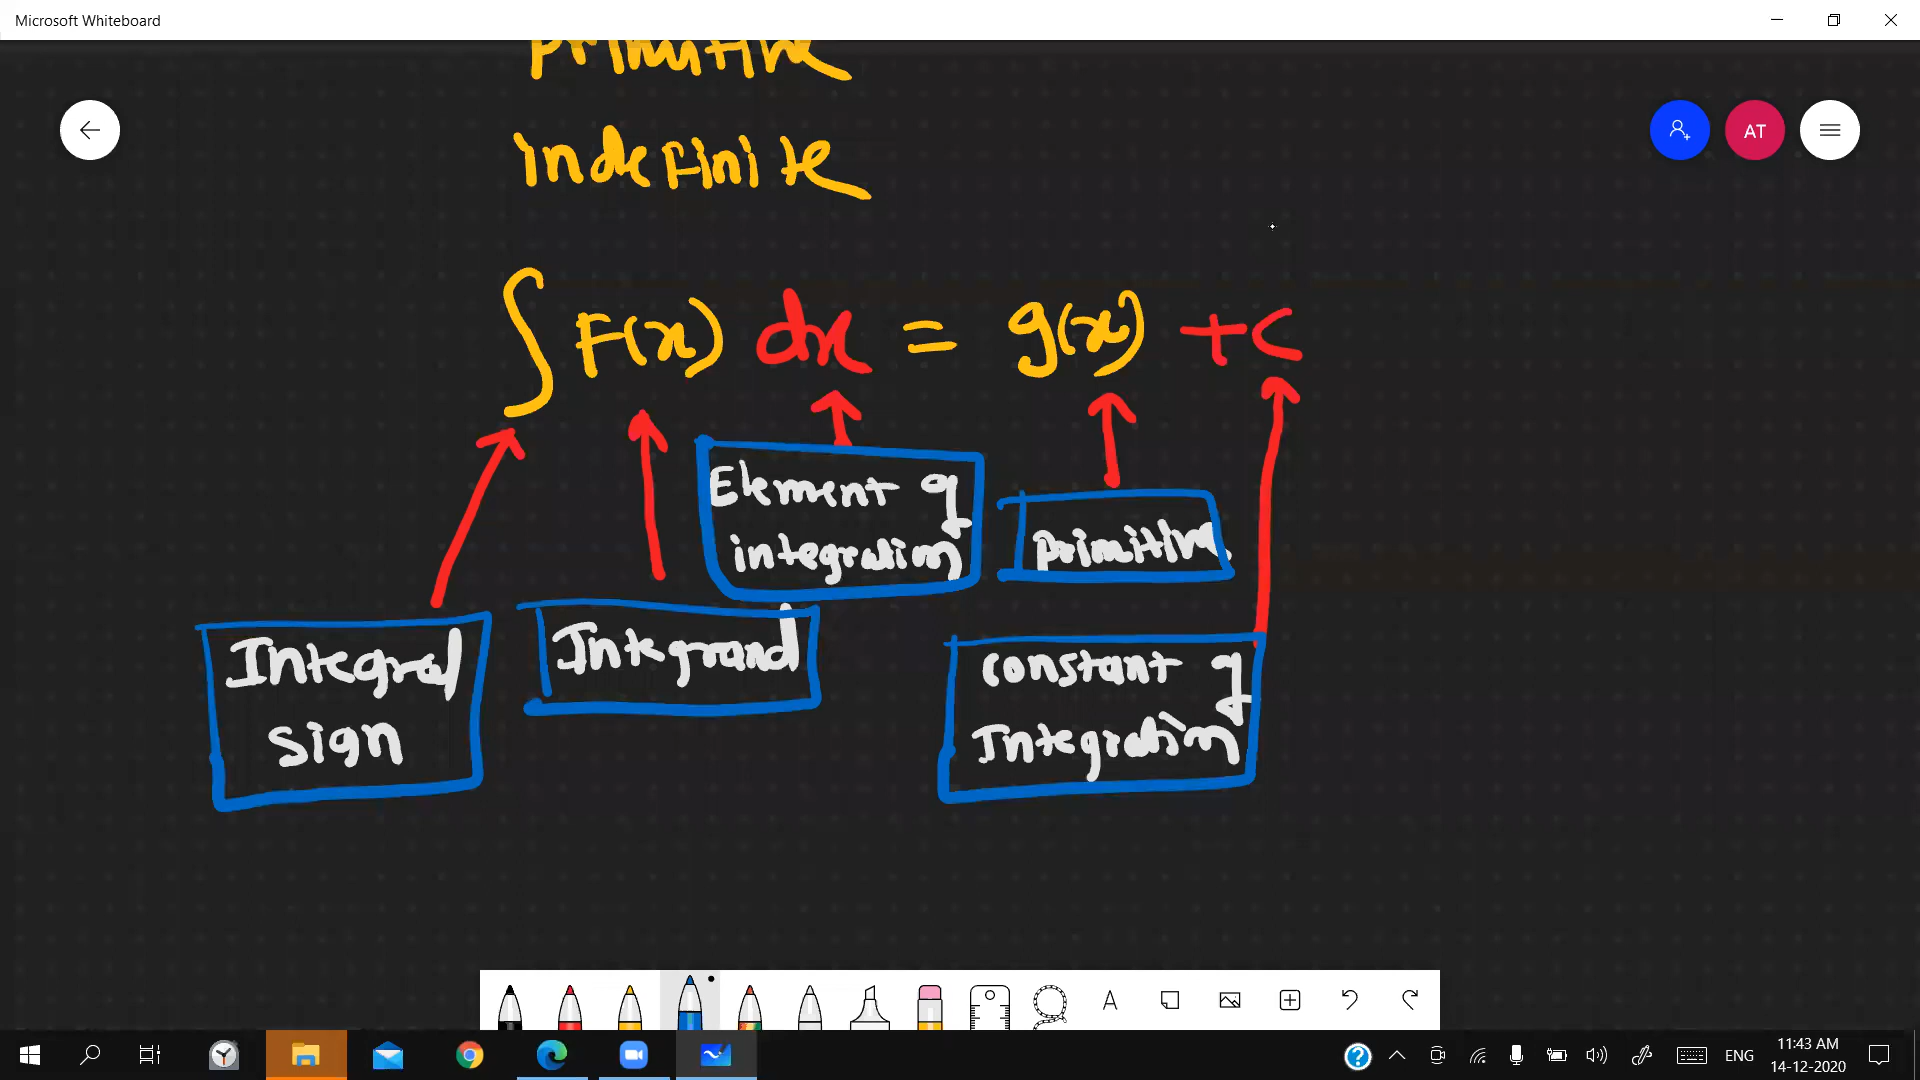 Microsoft Whiteboard
primitive
indefinite
AT
∫ F(x) dx = g(x) + c
Element of
integration
primitive
Integral
sign
Integrand
constant of
Integration
A
ENG
11:43 AM
14-12-2020